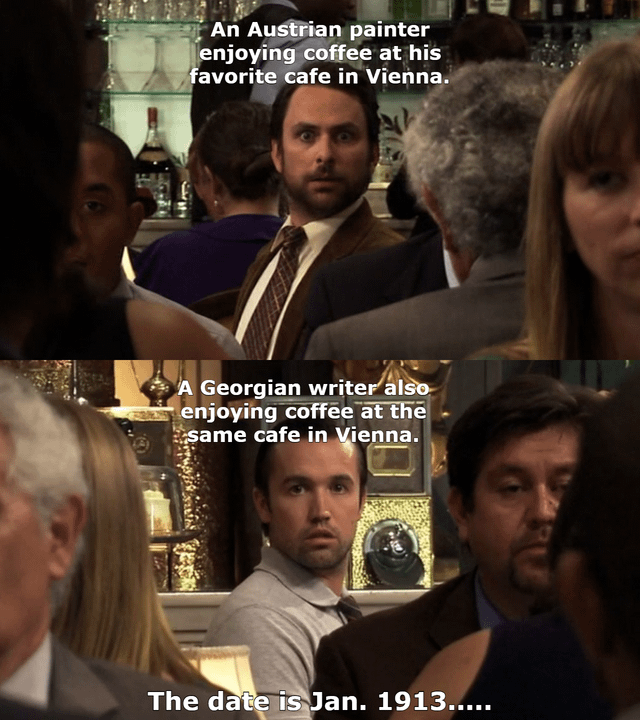 An Austrian painter
enjoying coffee at his
favorite cafe in Vienna.
A Georgian writer also
enjoying coffee at the
same cafe in Vienna.
The date is Jan. 1913.....